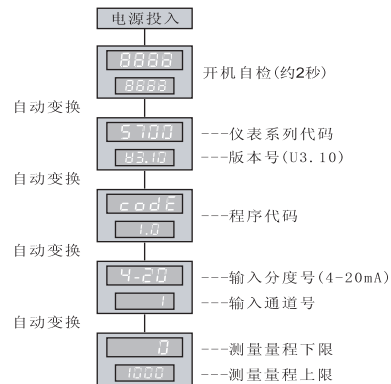 电源投入
8888
8888
开机自检(约2秒)
自动变换
5700
---仪表系列代码
U3.10
---版本号(U3.10)
自动变换
codE
1.0
---程序代码
自动变换
4-20
---输入分度号(4-20mA)
1
---输入通道号
自动变换
0
---测量量程下限
1000
---测量量程上限